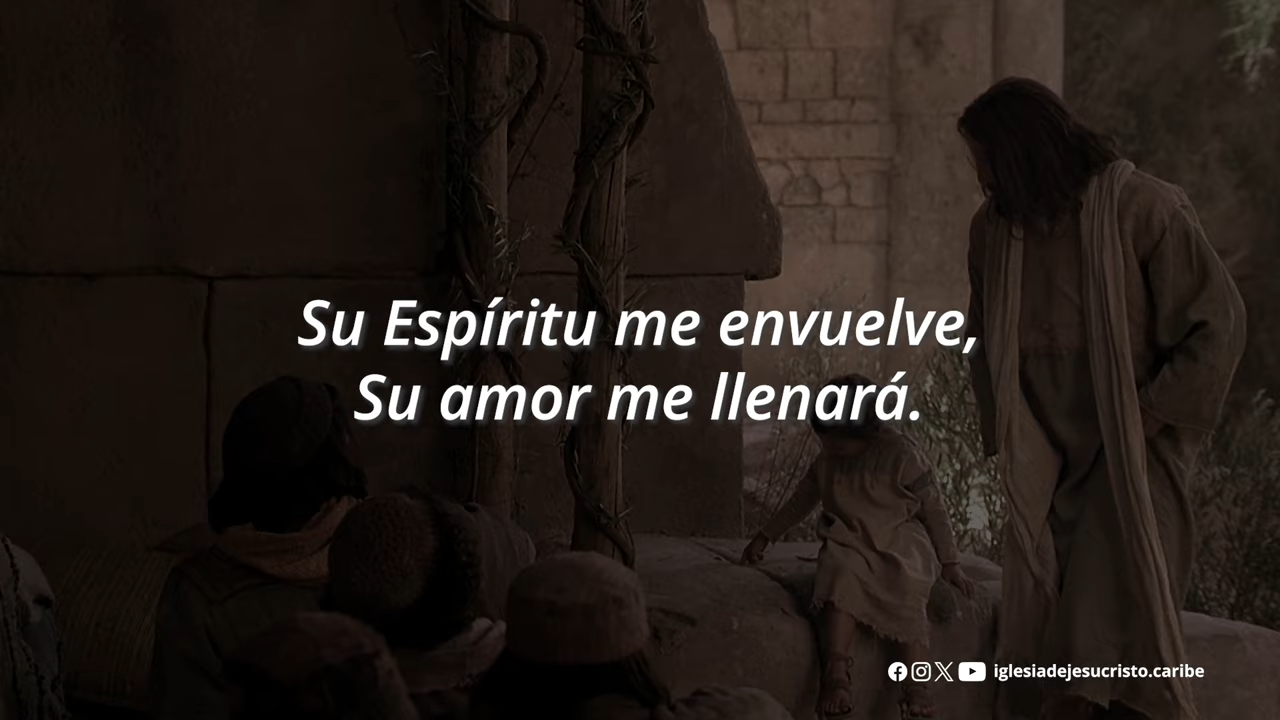 Su Espíritu me envuelve,
Su amor me llenará.
iglesiadejesucristo.caribe